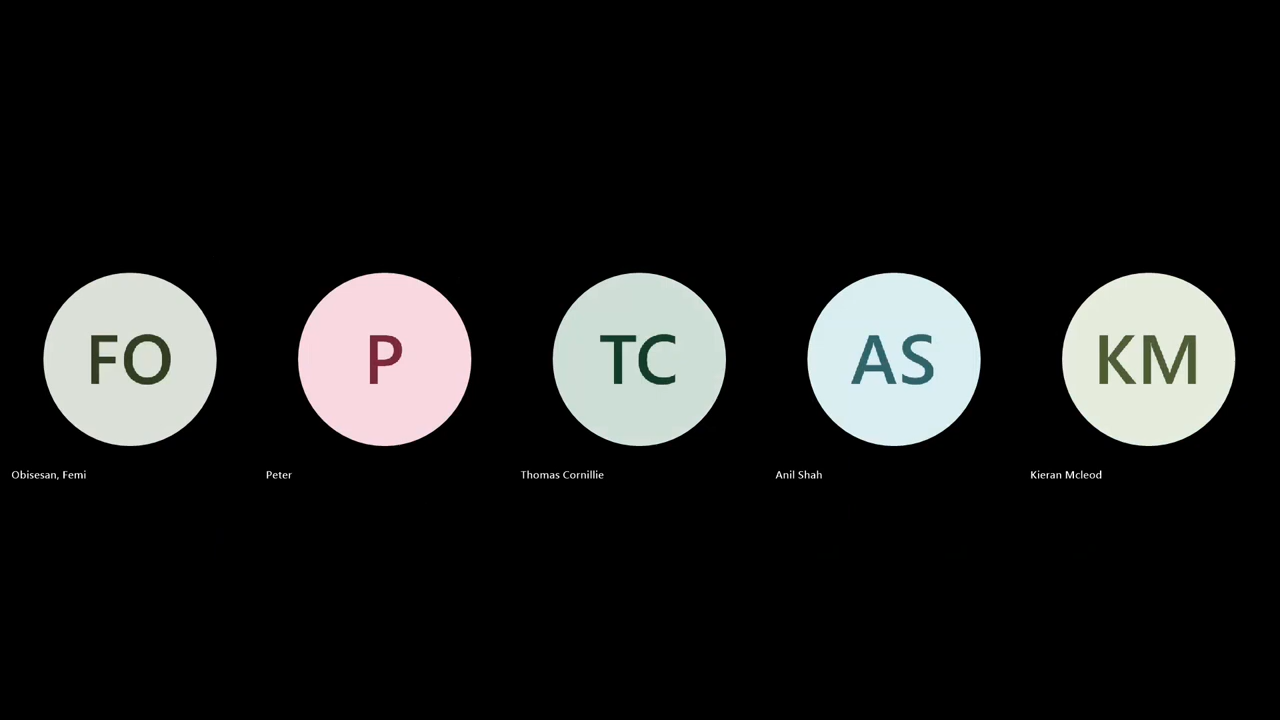 FO
P
TC
AS
KM
Obisesan, Femi
Peter
Thomas Cornillie
Anil Shah
Kieran Mcleod